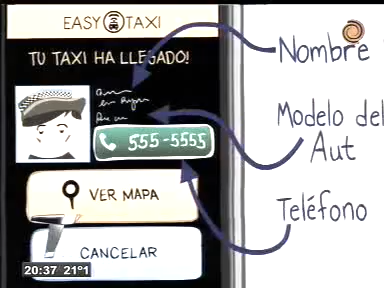 EASY TAXI
TU TAXI HA LLEGADO!
555-5555
VER MAPA
CANCELAR
Nombre
Modelo del
Aut
Teléfono
20:37 21°1